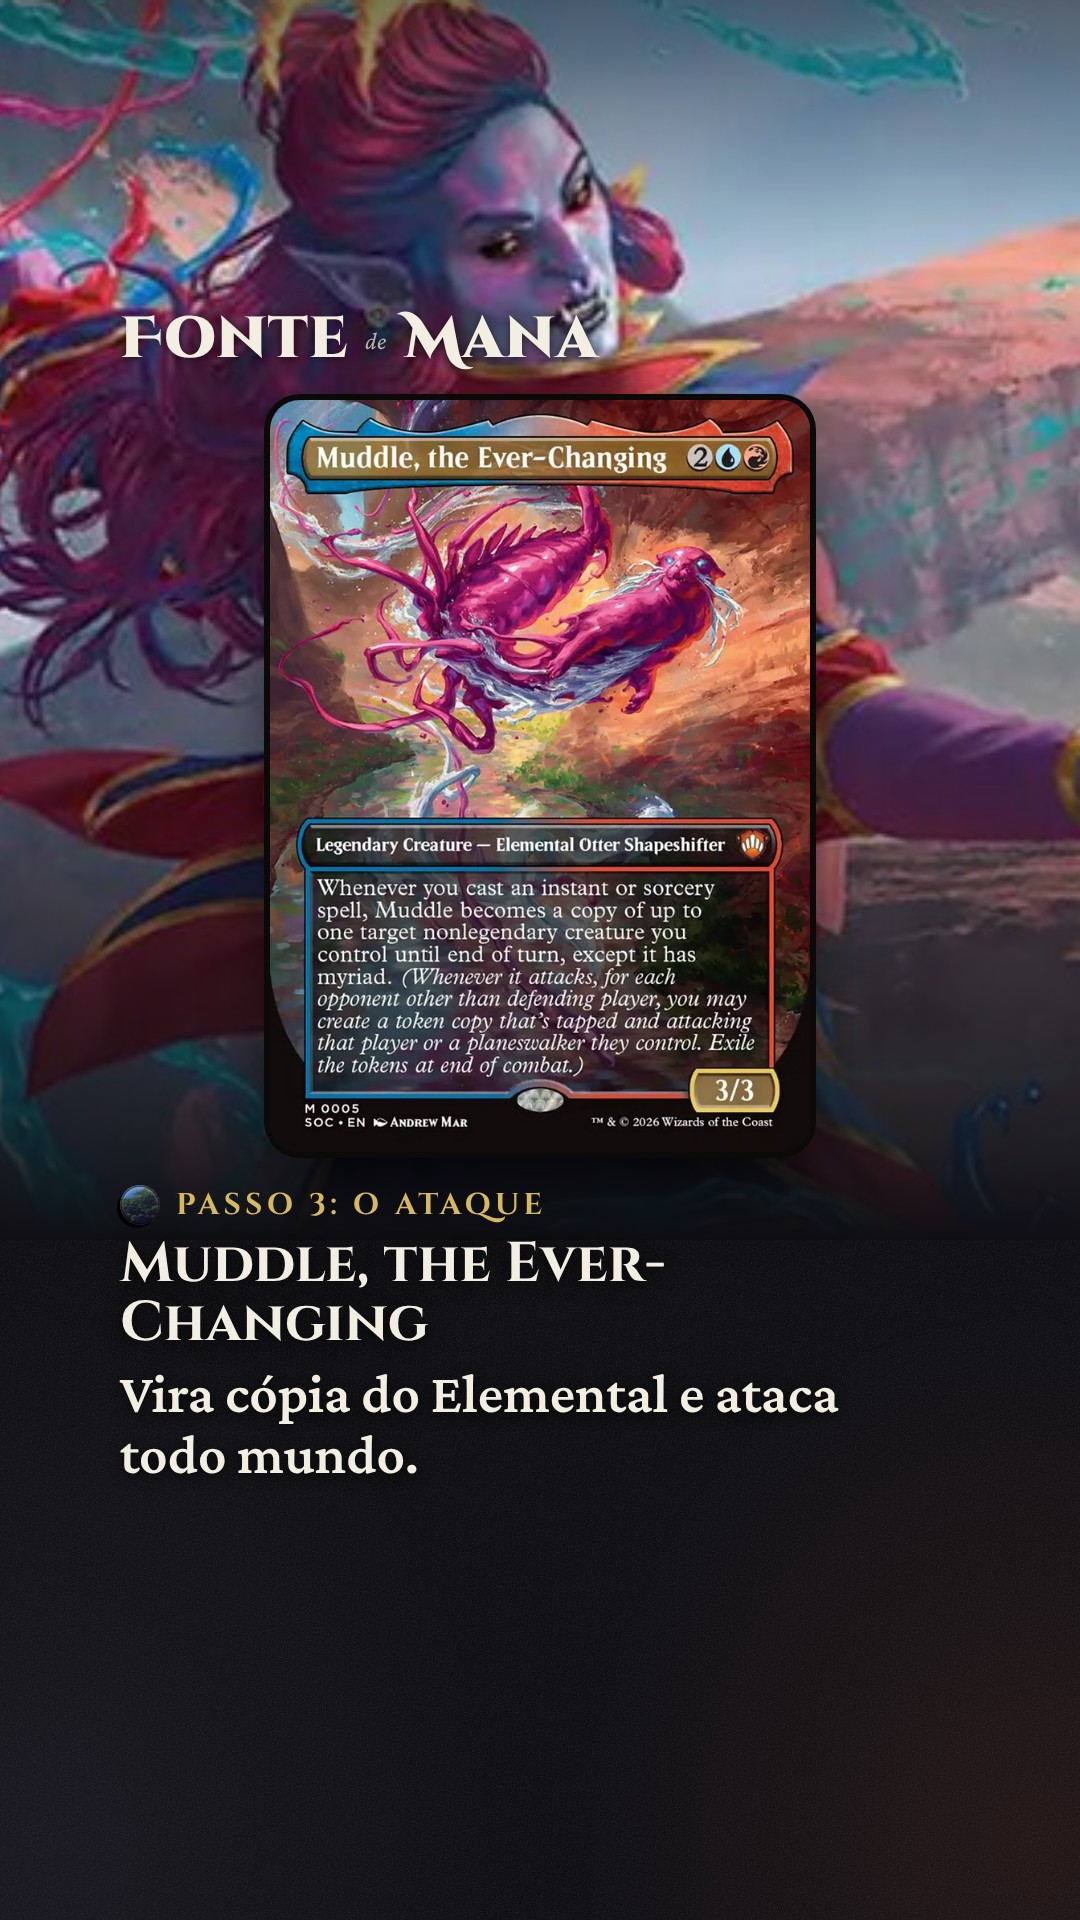 Fonte de Mana
Muddle, the Ever-Changing 2
Legendary Creature — Elemental Otter Shapeshifter
Whenever you cast an instant or sorcery
spell, Muddle becomes a copy of up to
one target nonlegendary creature you
control until end of turn, except it has
myriad. (Whenever it attacks, for each
opponent other than defending player, you may
create a token copy that's tapped and attacking
that player or a planeswalker they control. Exile
the tokens at end of combat.)
3/3
M 0005
SOC • EN Andrew Mar
™ & © 2026 Wizards of the Coast
PASSO 3: O ATAQUE
Muddle, the Ever-
Changing
Vira cópia do Elemental e ataca
todo mundo.